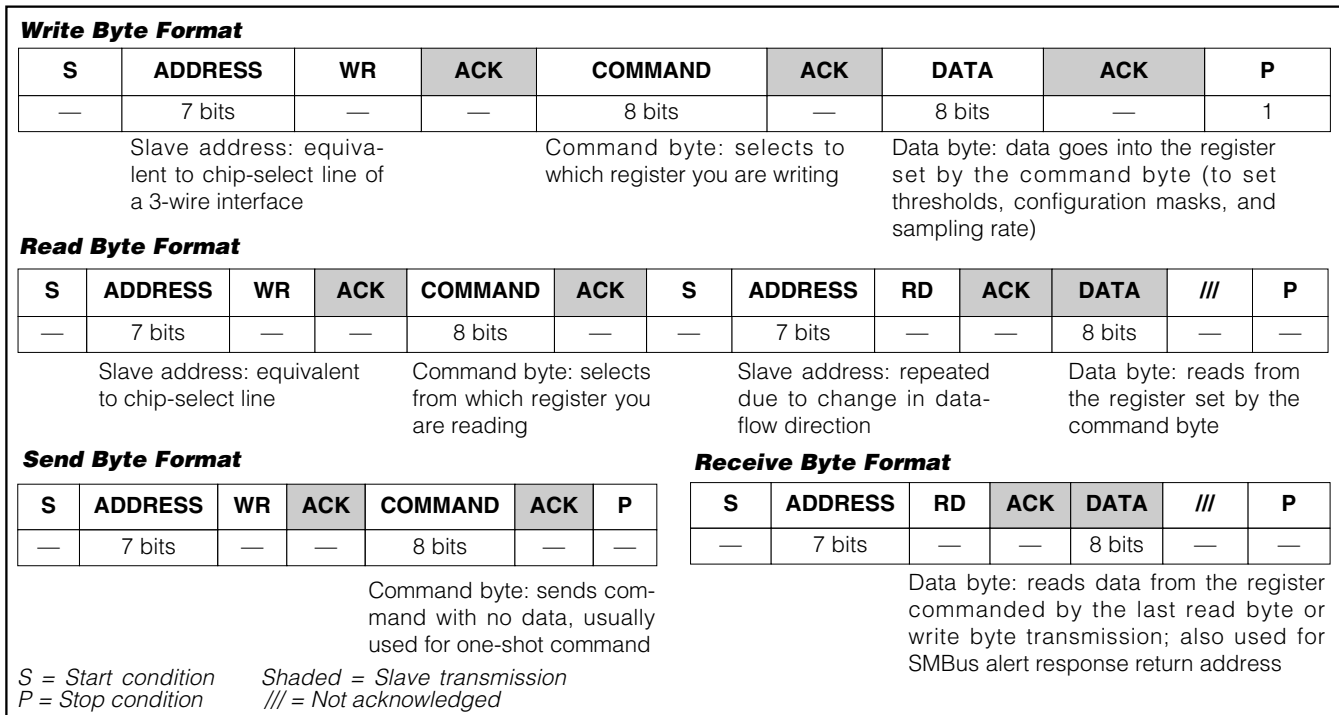 Write Byte Format
S ADDRESS WR ACK COMMAND ACK DATA ACK P
— 7 bits — — 8 bits — 8 bits — 1
Slave address: equiva-
lent to chip-select line of
a 3-wire interface
Command byte: selects to
which register you are writing
Data byte: data goes into the register
set by the command byte (to set
thresholds, configuration masks, and
sampling rate)
Read Byte Format
S ADDRESS WR ACK COMMAND ACK S ADDRESS RD ACK DATA /// P
— 7 bits — — 8 bits — — 7 bits — — 8 bits — —
Slave address: equivalent
to chip-select line
Command byte: selects
from which register you
are reading
Slave address: repeated
due to change in data-
flow direction
Data byte: reads from
the register set by the
command byte
Send Byte Format
S ADDRESS WR ACK COMMAND ACK P
— 7 bits — — 8 bits — —
Command byte: sends com-
mand with no data, usually
used for one-shot command
Receive Byte Format
S ADDRESS RD ACK DATA /// P
— 7 bits — — 8 bits — —
Data byte: reads data from the register
commanded by the last read byte or
write byte transmission; also used for
SMBus alert response return address
S = Start condition Shaded = Slave transmission
P = Stop condition /// = Not acknowledged